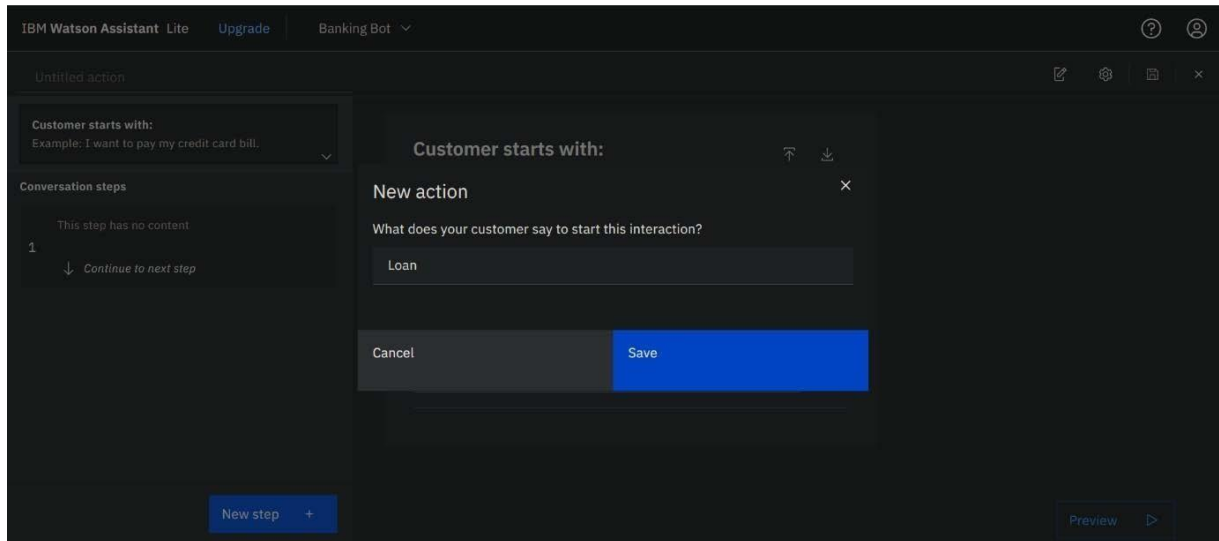 IBM Watson Assistant Lite Upgrade Banking Bot
Untitled action
Customer starts with:
Example: I want to pay my credit card bill.
Conversation steps
This step has no content
1
Continue to next step
New step +
Customer starts with:
New action
What does your customer say to start this interaction?
Loan
Cancel
Save
Preview